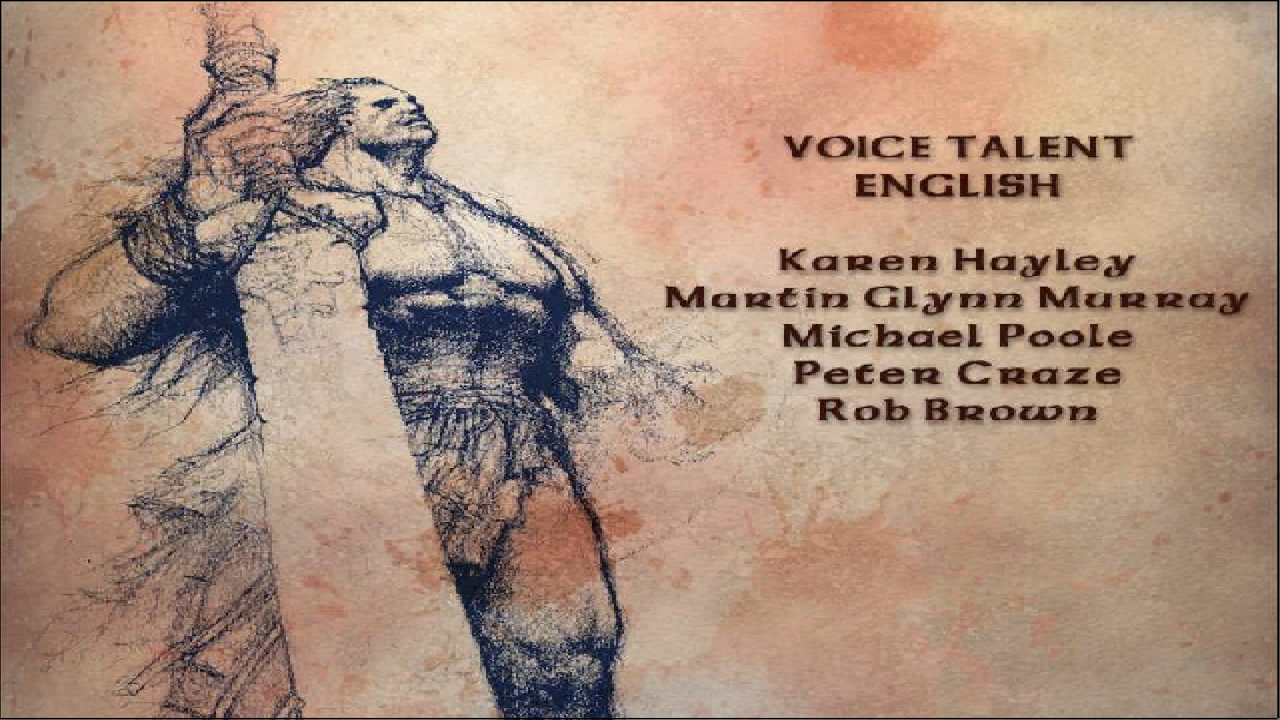 VOICE TALENT
ENGLISH
Karen Hayley
Martin Glynn Murray
Michael Poole
Peter Craze
Rob Brown